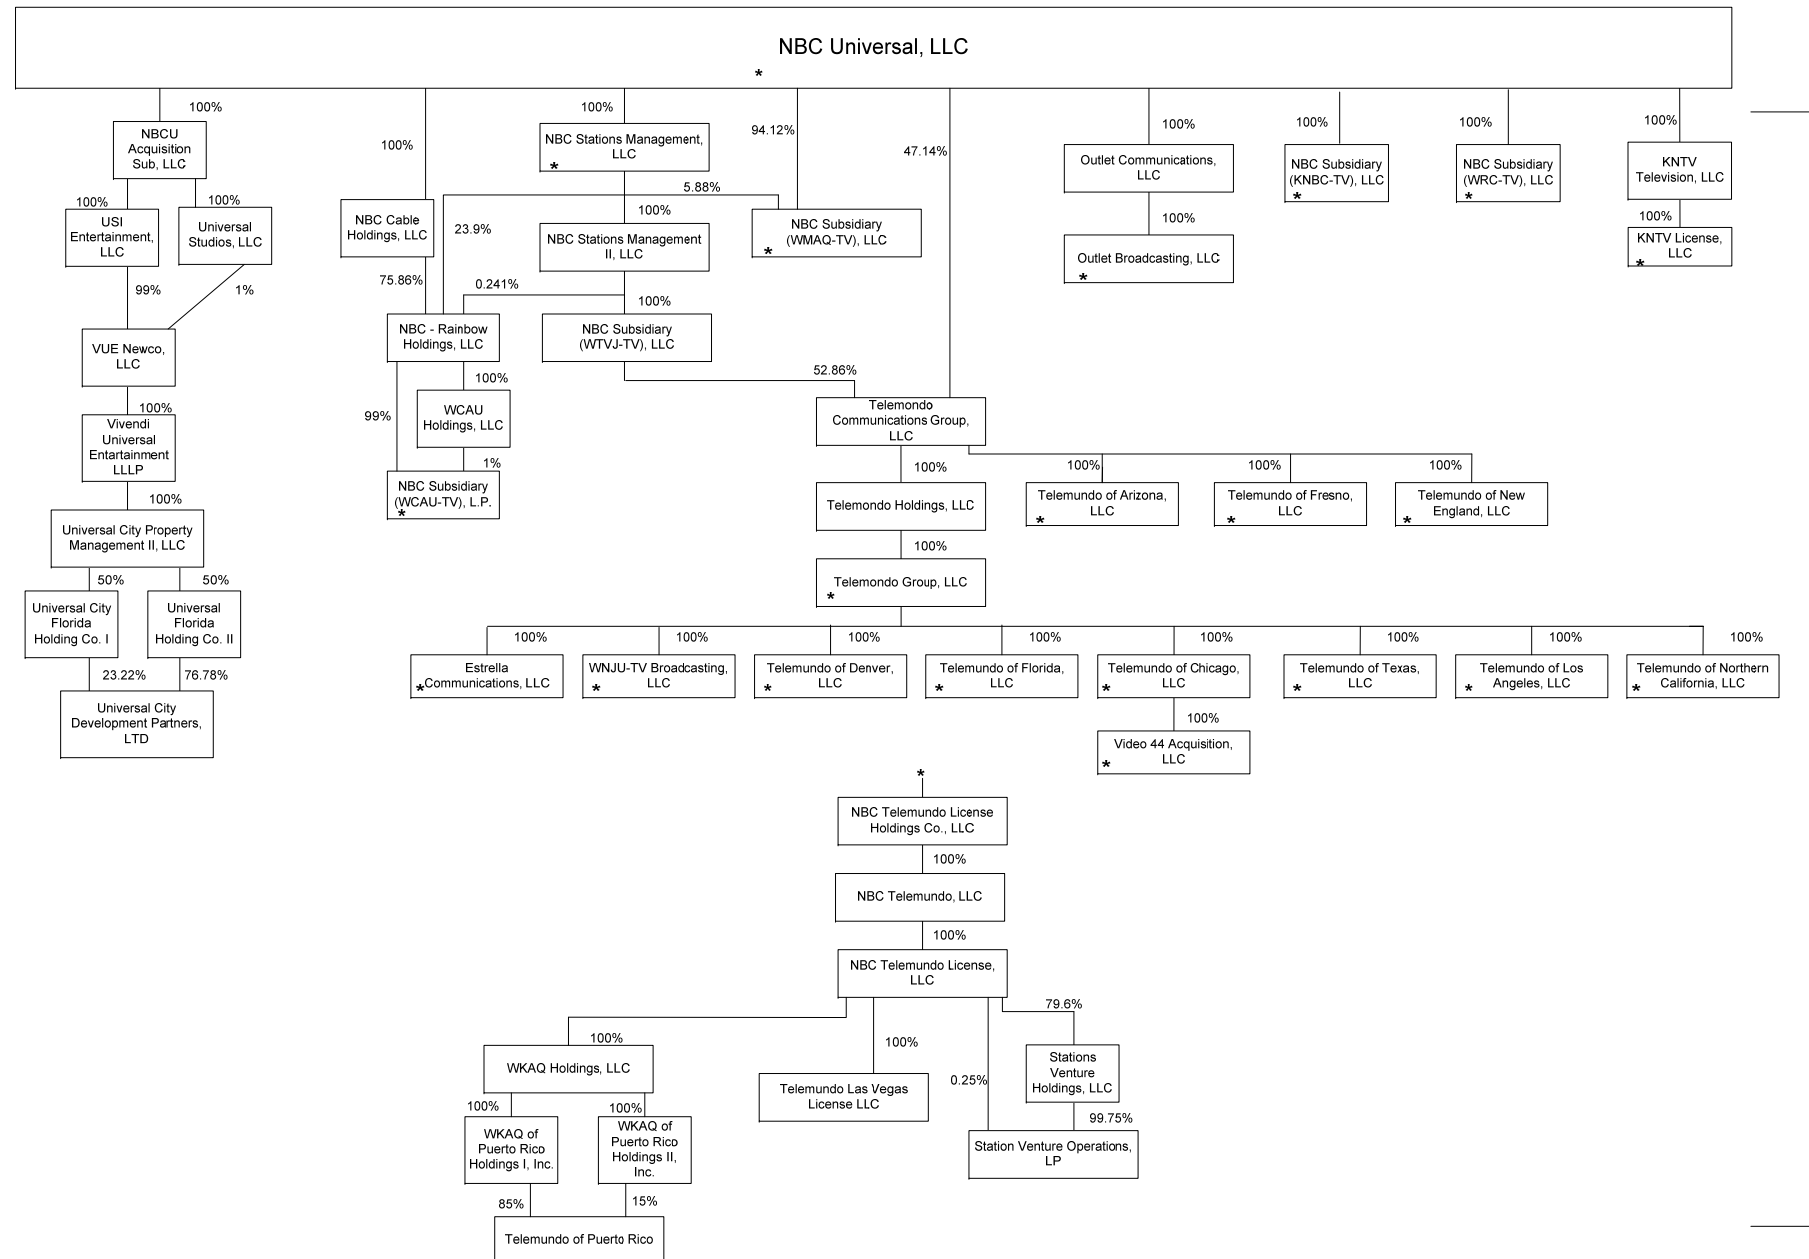 NBC Universal, LLC
*
100%
NBCU
Acquisition
Sub, LLC
100%
USI
Entertainment,
LLC
100%
Universal
Studios, LLC
99%
1%
VUE Newco,
LLC
100%
Vivendi
Universal
Entartainment
LLLP
100%
Universal City Property
Management II, LLC
50%
50%
Universal City
Florida
Holding Co. I
Universal
Florida
Holding Co. II
23.22%
76.78%
Universal City
Development Partners,
LTD
100%
NBC Cable
Holdings, LLC
75.86%
23.9%
0.241%
NBC - Rainbow
Holdings, LLC
100%
WCAU
Holdings, LLC
99%
1%
NBC Subsidiary
(WCAU-TV), L.P.
*
100%
NBC Stations Management,
LLC
*
5.88%
100%
NBC Stations Management
II, LLC
100%
NBC Subsidiary
(WTVJ-TV), LLC
94.12%
NBC Subsidiary
(WMAQ-TV), LLC
*
47.14%
52.86%
Telemondo
Communications Group,
LLC
100%
Telemondo Holdings, LLC
100%
Telemondo Group, LLC
*
100%
Telemundo of Arizona,
LLC
*
100%
Telemundo of Fresno,
LLC
*
100%
Telemundo of New
England, LLC
*
100%
Outlet Communications,
LLC
100%
Outlet Broadcasting, LLC
*
100%
NBC Subsidiary
(KNBC-TV), LLC
*
100%
NBC Subsidiary
(WRC-TV), LLC
*
100%
KNTV
Television, LLC
100%
KNTV License,
LLC
*
100%
Estrella
*Communications, LLC
100%
WNJU-TV Broadcasting,
LLC
*
100%
Telemundo of Denver,
LLC
*
100%
Telemundo of Florida,
LLC
*
100%
Telemundo of Chicago,
LLC
*
100%
Video 44 Acquisition,
LLC
*
100%
Telemundo of Texas,
LLC
*
100%
Telemundo of Los
Angeles, LLC
*
100%
Telemundo of Northern
California, LLC
*
*
NBC Telemundo License
Holdings Co., LLC
100%
NBC Telemundo, LLC
100%
NBC Telemundo License,
LLC
100%
WKAQ Holdings, LLC
100%
100%
WKAQ of
Puerto Rico
Holdings I, Inc.
WKAQ of
Puerto Rico
Holdings II,
Inc.
85%
15%
Telemundo of Puerto Rico
100%
Telemundo Las Vegas
License LLC
0.25%
79.6%
Stations
Venture
Holdings, LLC
99.75%
Station Venture Operations,
LP